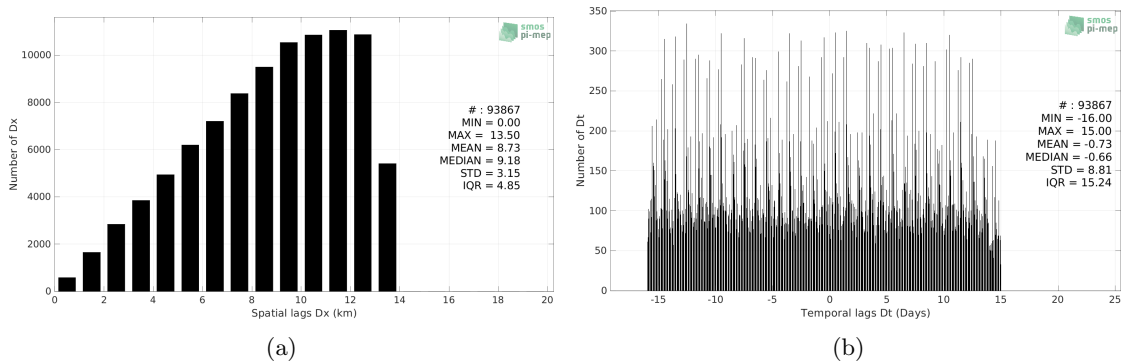 10000
8000
6000
4000
2000
0
Number of Dx
0 2 4 6 8 10 12 14 16 18 20
Spatial lags Dx (km)
smos
pi-mep
# : 93867
MIN = 0.00
MAX = 13.50
MEAN = 8.73
MEDIAN = 9.18
STD = 3.15
IQR = 4.85
(a)
350
300
250
200
150
100
50
0
Number of Dt
-15 -10 -5 0 5 10 15 20 25
Temporal lags Dt (Days)
smos
pi-mep
# : 93867
MIN = -16.00
MAX = 15.00
MEAN = -0.73
MEDIAN = -0.66
STD = 8.81
IQR = 15.24
(b)